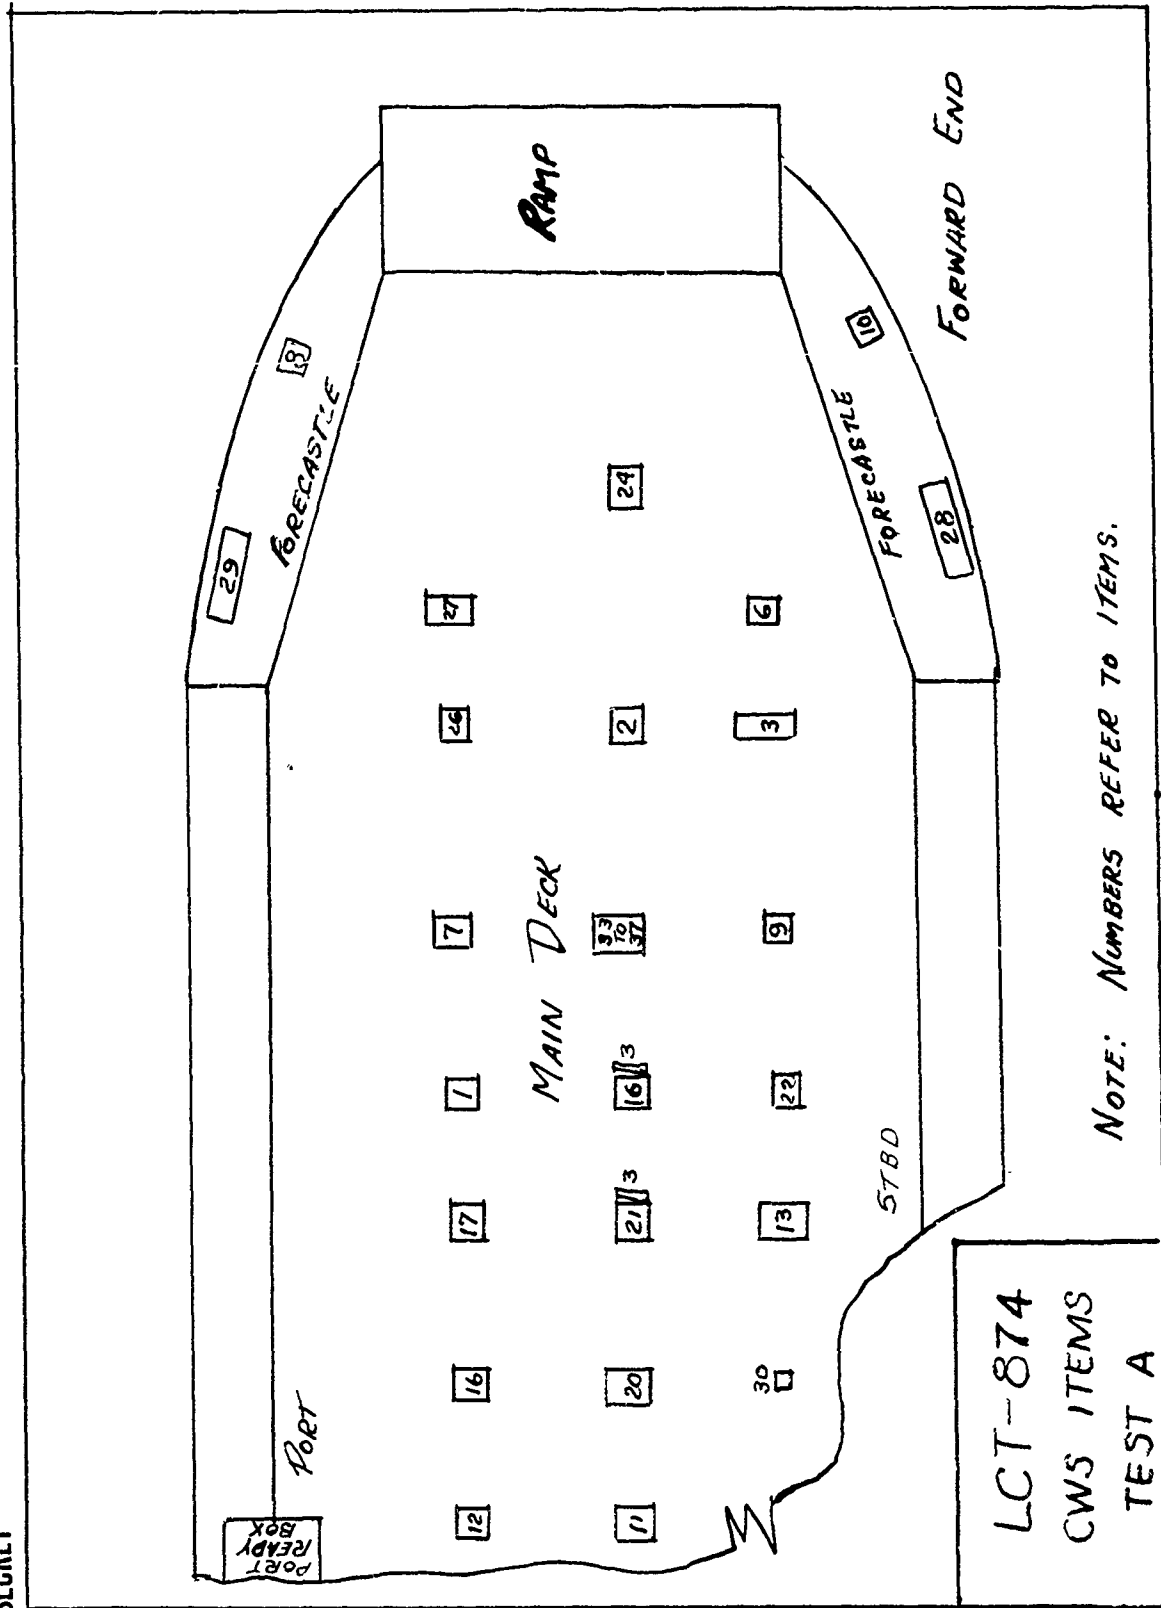 SECRET
PORT
READY
BOX
29
8
FORECASTLE
PORT
12
16
17
1
7
26
27
MAIN DECK
RAMP
11
20
21
3
16
3
33
TO
37
2
24
30
13
22
9
3
6
STBD
FORECASTLE
10
28
FORWARD END
LCT-874
CWS ITEMS
TEST A
NOTE: NUMBERS REFER TO ITEMS.